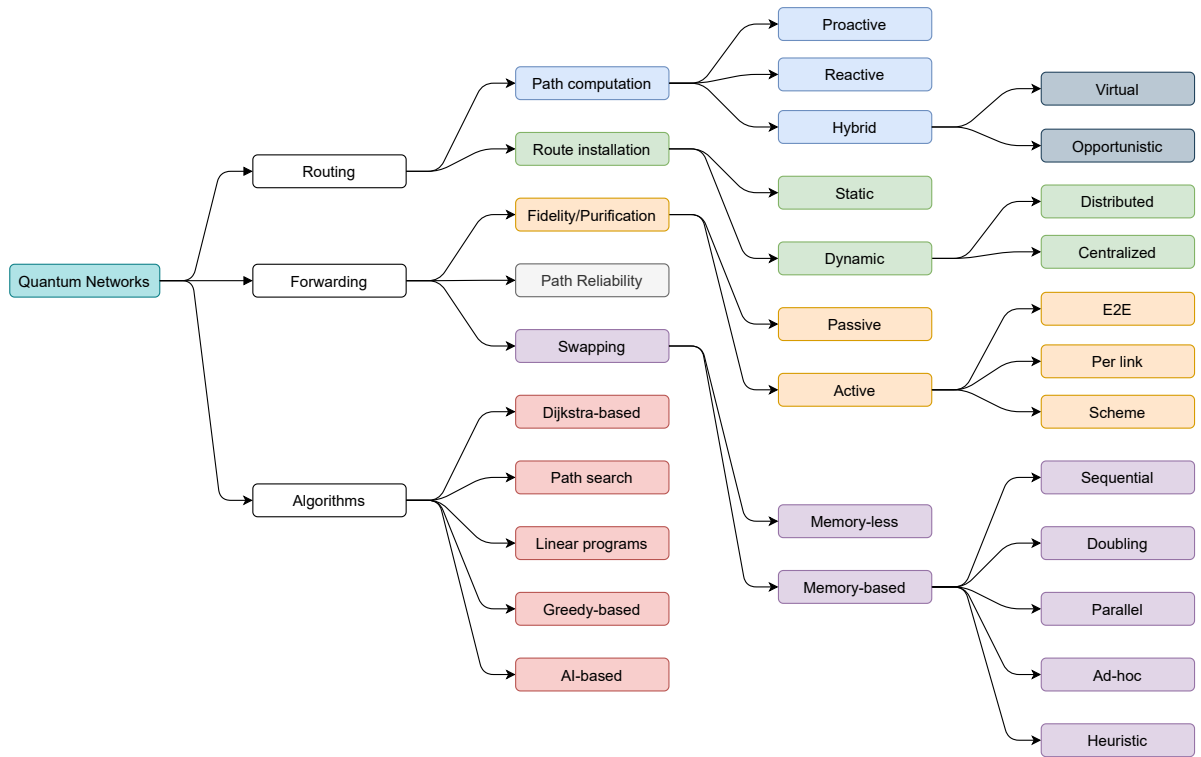 Quantum Networks
Routing
Forwarding
Algorithms
Path computation
Route installation
Fidelity/Purification
Path Reliability
Swapping
Dijkstra-based
Path search
Linear programs
Greedy-based
AI-based
Proactive
Reactive
Hybrid
Static
Dynamic
Passive
Active
Memory-less
Memory-based
Virtual
Opportunistic
Distributed
Centralized
E2E
Per link
Scheme
Sequential
Doubling
Parallel
Ad-hoc
Heuristic